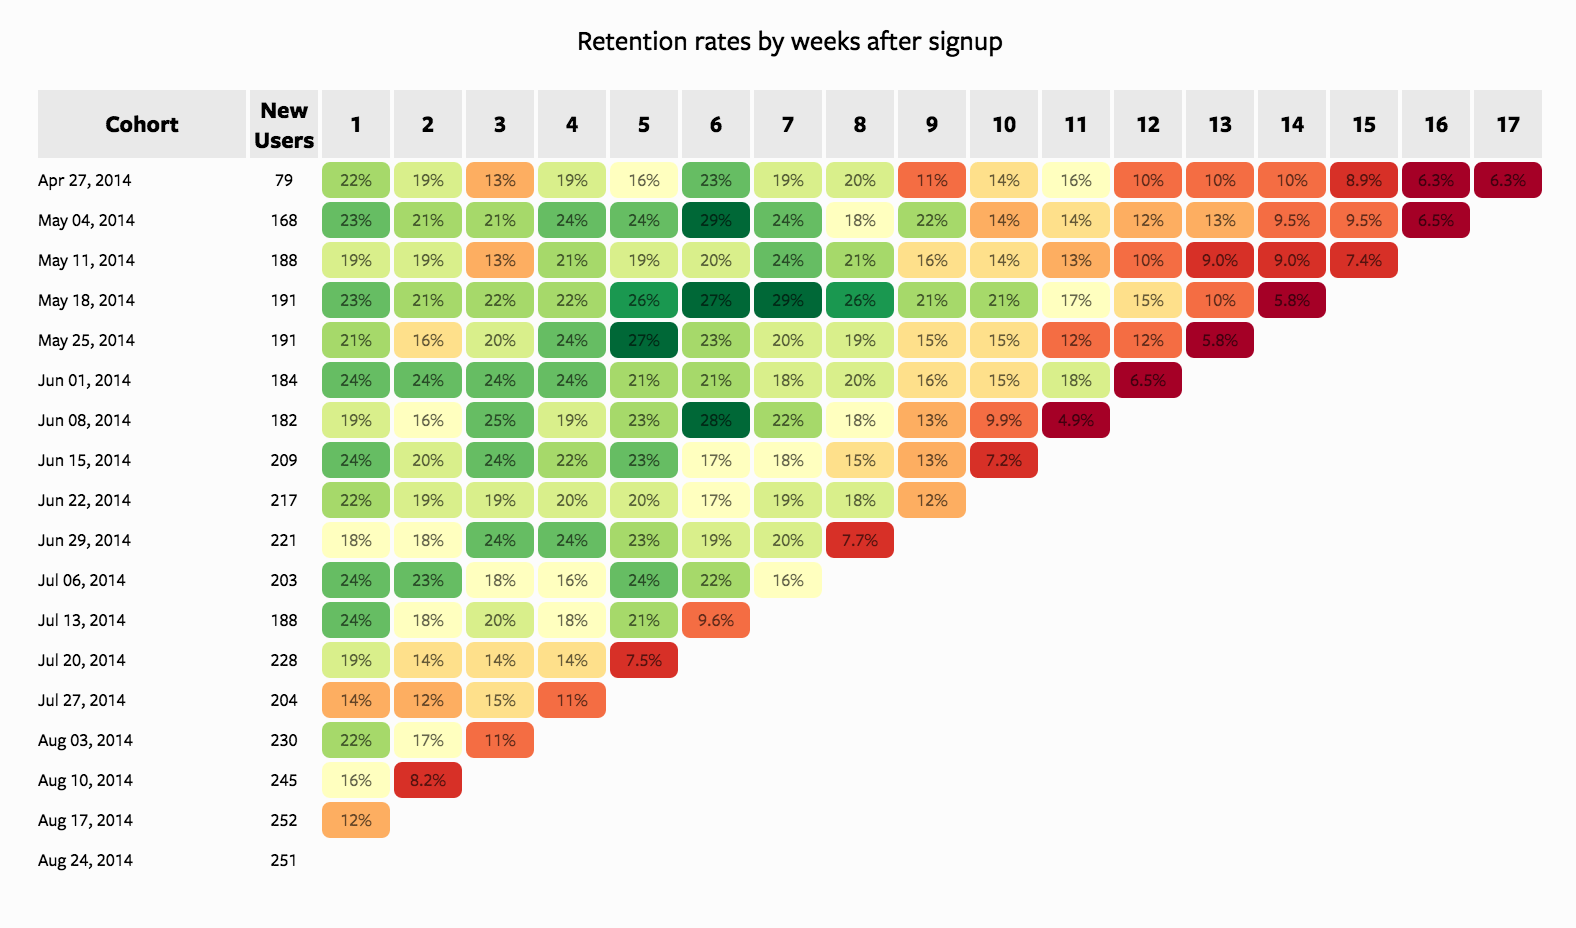 Retention rates by weeks after signup
Cohort New Users 1 2 3 4 5 6 7 8 9 10 11 12 13 14 15 16 17
Apr 27, 2014 79 22% 19% 13% 19% 16% 23% 19% 20% 11% 14% 16% 10% 10% 10% 8.9% 6.3% 6.3%
May 04, 2014 168 23% 21% 21% 24% 24% 29% 24% 18% 22% 14% 14% 12% 13% 9.5% 9.5% 6.5%
May 11, 2014 188 19% 19% 13% 21% 19% 20% 24% 21% 16% 14% 13% 10% 9.0% 9.0% 7.4%
May 18, 2014 191 23% 21% 22% 22% 26% 27% 29% 26% 21% 21% 17% 15% 10% 5.8%
May 25, 2014 191 21% 16% 20% 24% 27% 23% 20% 19% 15% 15% 12% 12% 5.8%
Jun 01, 2014 184 24% 24% 24% 24% 21% 21% 18% 20% 16% 15% 18% 6.5%
Jun 08, 2014 182 19% 16% 25% 19% 23% 28% 22% 18% 13% 9.9% 4.9%
Jun 15, 2014 209 24% 20% 24% 22% 23% 17% 18% 15% 13% 7.2%
Jun 22, 2014 217 22% 19% 19% 20% 20% 17% 19% 18% 12%
Jun 29, 2014 221 18% 18% 24% 24% 23% 19% 20% 7.7%
Jul 06, 2014 203 24% 23% 18% 16% 24% 22% 16%
Jul 13, 2014 188 24% 18% 20% 18% 21% 9.6%
Jul 20, 2014 228 19% 14% 14% 14% 7.5%
Jul 27, 2014 204 14% 12% 15% 11%
Aug 03, 2014 230 22% 17% 11%
Aug 10, 2014 245 16% 8.2%
Aug 17, 2014 252 12%
Aug 24, 2014 251